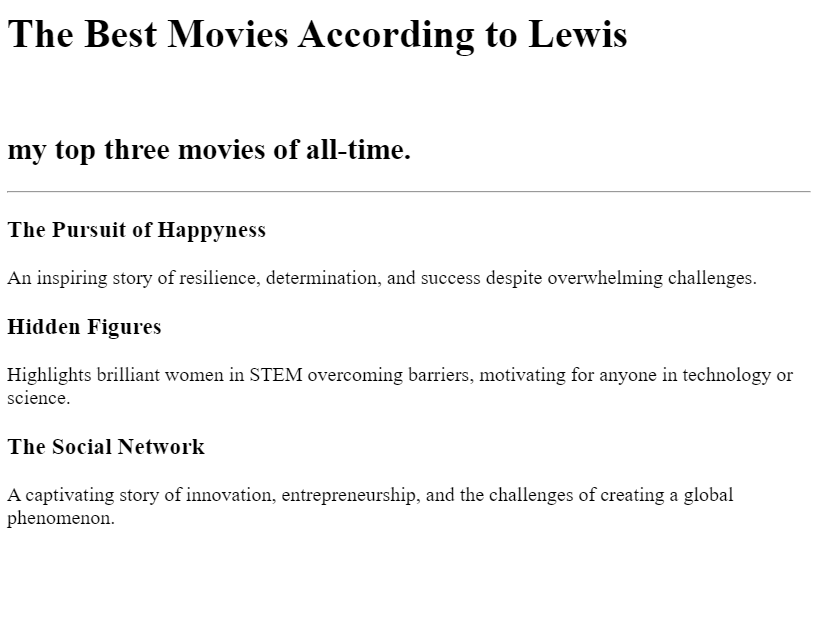 The Best Movies According to Lewis
my top three movies of all-time.
The Pursuit of Happyness
An inspiring story of resilience, determination, and success despite overwhelming challenges.
Hidden Figures
Highlights brilliant women in STEM overcoming barriers, motivating for anyone in technology or
science.
The Social Network
A captivating story of innovation, entrepreneurship, and the challenges of creating a global
phenomenon.